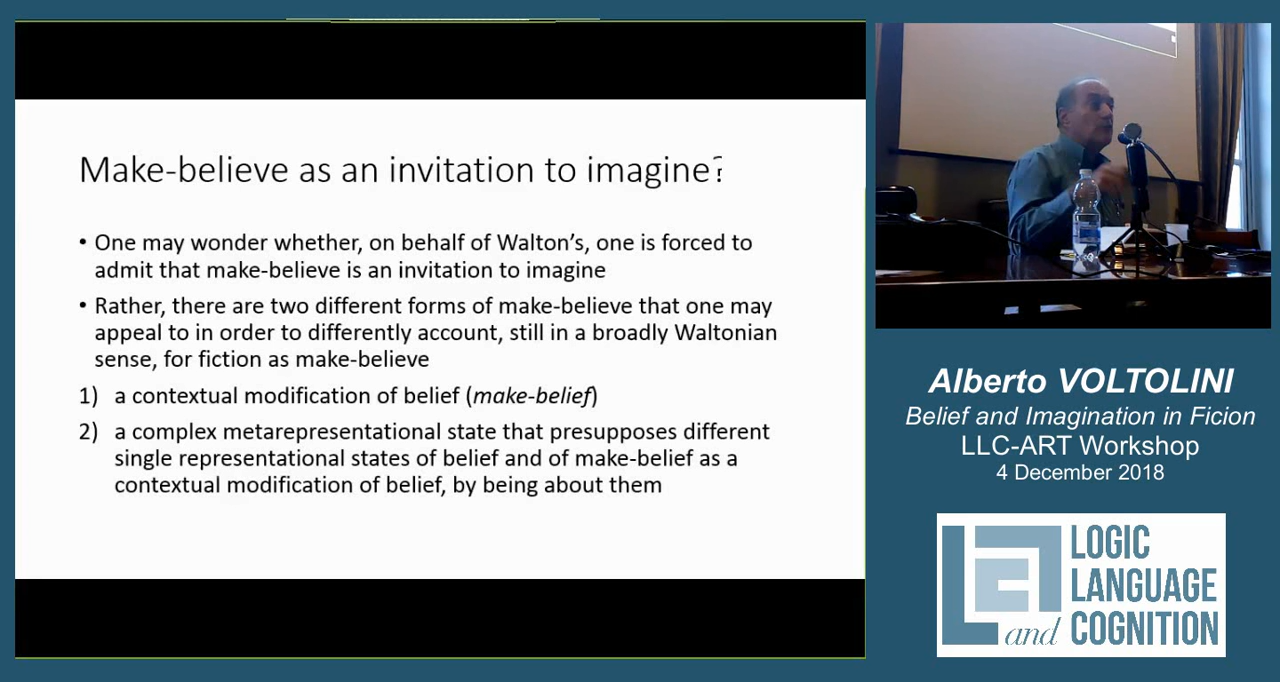 Make-believe as an invitation to imagine?
• One may wonder whether, on behalf of Walton's, one is forced to
admit that make-believe is an invitation to imagine
• Rather, there are two different forms of make-believe that one may
appeal to in order to differently account, still in a broadly Waltonian
sense, for fiction as make-believe
1) a contextual modification of belief (make-belief)
2) a complex metarepresentational state that presupposes different
single representational states of belief and of make-belief as a
contextual modification of belief, by being about them
Alberto VOLTOLINI
Belief and Imagination in Ficion
LLC-ART Workshop
4 December 2018
LOGIC
LANGUAGE
and COGNITION